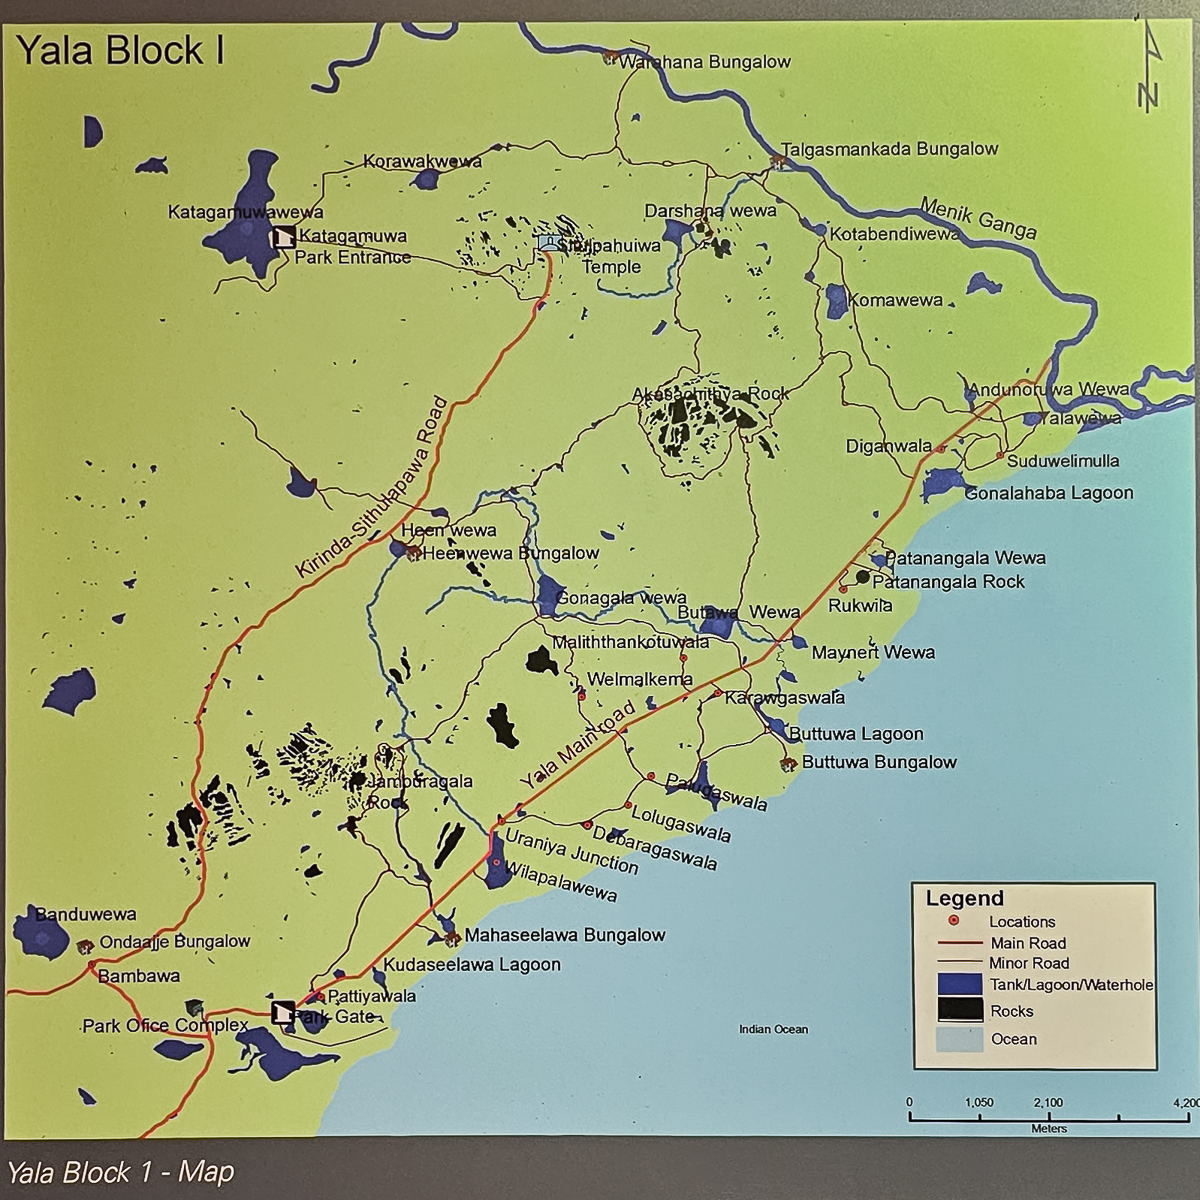 Yala Block I
N
Warahana Bungalow
Talgasmankada Bungalow
Korawakwewa
Menik Ganga
Katagamuwawewa
Darshana wewa
Kotabendiwewa
Katagamuwa
Park Entrance
Sithulpahuiwa
Temple
Komawewa
Akasachithya Rock
Andunoruwa Wewa
Yalawewa
Diganwala
Suduwelimulla
Gonalahaba Lagoon
Kirinda-Sithulapawa Road
Heen wewa
Heenwewa Bungalow
Patanangala Wewa
Patanangala Rock
Rukwila
Gonagala wewa
Butawa Wewa
Maliththankotuwala
Maynert Wewa
Welmalkema
Karawgaswala
Yala Main road
Buttuwa Lagoon
Buttuwa Bungalow
Jamburagala
Rock
Palugaswala
Lolugaswala
Debaragaswala
Uraniya Junction
Wilapalawewa
Banduwewa
Ondaajje Bungalow
Bambawa
Mahaseelawa Bungalow
Kudaseelawa Lagoon
Pattiyawala
Park Gate
Park Ofice Complex
Indian Ocean
Legend
Locations
Main Road
Minor Road
Tank/Lagoon/Waterhole
Rocks
Ocean
0 1,050 2,100 4,200
Meters
Yala Block 1 - Map